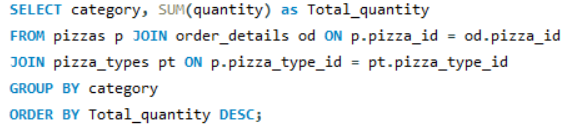 SELECT category, SUM(quantity) as Total_quantity
FROM pizzas p JOIN order_details od ON p.pizza_id = od.pizza_id
JOIN pizza_types pt ON p.pizza_type_id = pt.pizza_type_id
GROUP BY category
ORDER BY Total_quantity DESC;